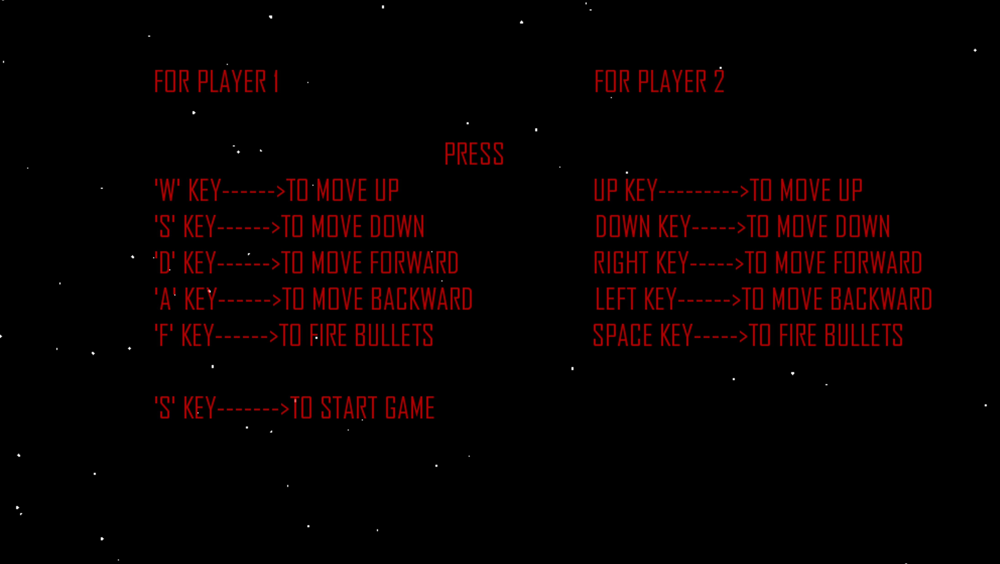 FOR PLAYER 1 FOR PLAYER 2
PRESS
'W' KEY------>TO MOVE UP UP KEY--------->TO MOVE UP
'S' KEY------>TO MOVE DOWN DOWN KEY----->TO MOVE DOWN
'D' KEY------>TO MOVE FORWARD RIGHT KEY----->TO MOVE FORWARD
'A' KEY------>TO MOVE BACKWARD LEFT KEY------>TO MOVE BACKWARD
'F' KEY------>TO FIRE BULLETS SPACE KEY----->TO FIRE BULLETS
'S' KEY------->TO START GAME